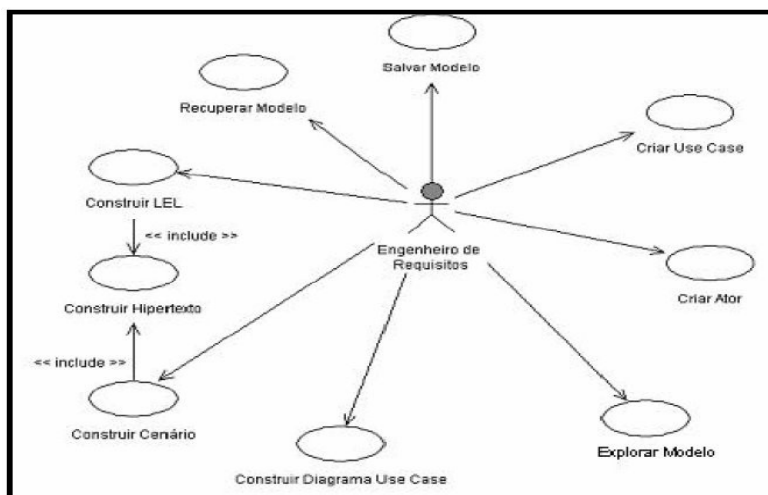 Salvar Modelo
Recuperar Modelo
Criar Use Case
Construir LEL
<< include >>
Engenheiro de
Requisitos
Criar Ator
Construir Hipertexto
<< include >>
Construir Cenário
Explorar Modelo
Construir Diagrama Use Case